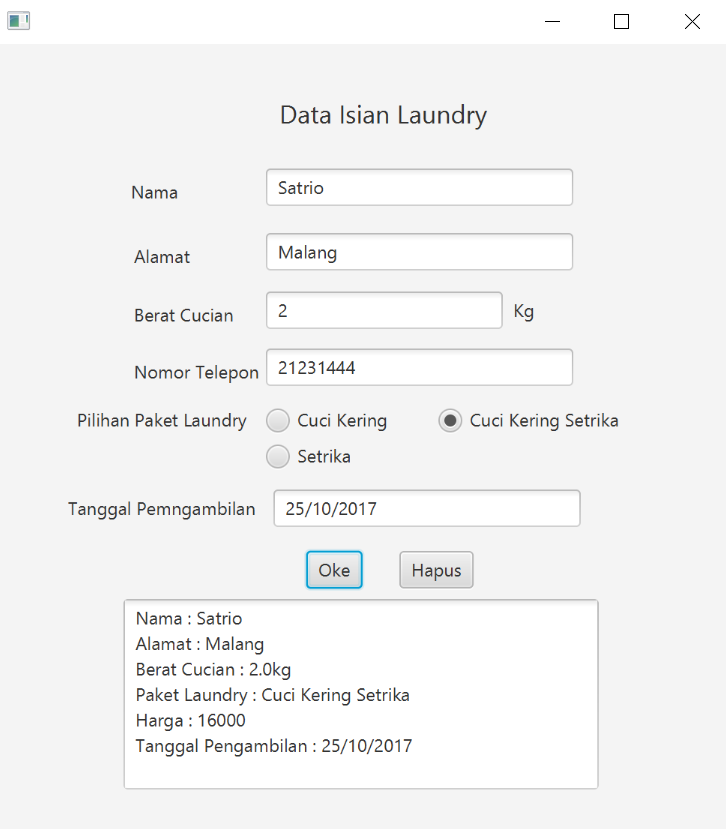 Data Isian Laundry
Nama Satrio
Alamat Malang
Berat Cucian 2 Kg
Nomor Telepon 21231444
Pilihan Paket Laundry Cuci Kering Cuci Kering Setrika
Setrika
Tanggal Pemngambilan 25/10/2017
Oke Hapus
Nama : Satrio
Alamat : Malang
Berat Cucian : 2.0kg
Paket Laundry : Cuci Kering Setrika
Harga : 16000
Tanggal Pengambilan : 25/10/2017